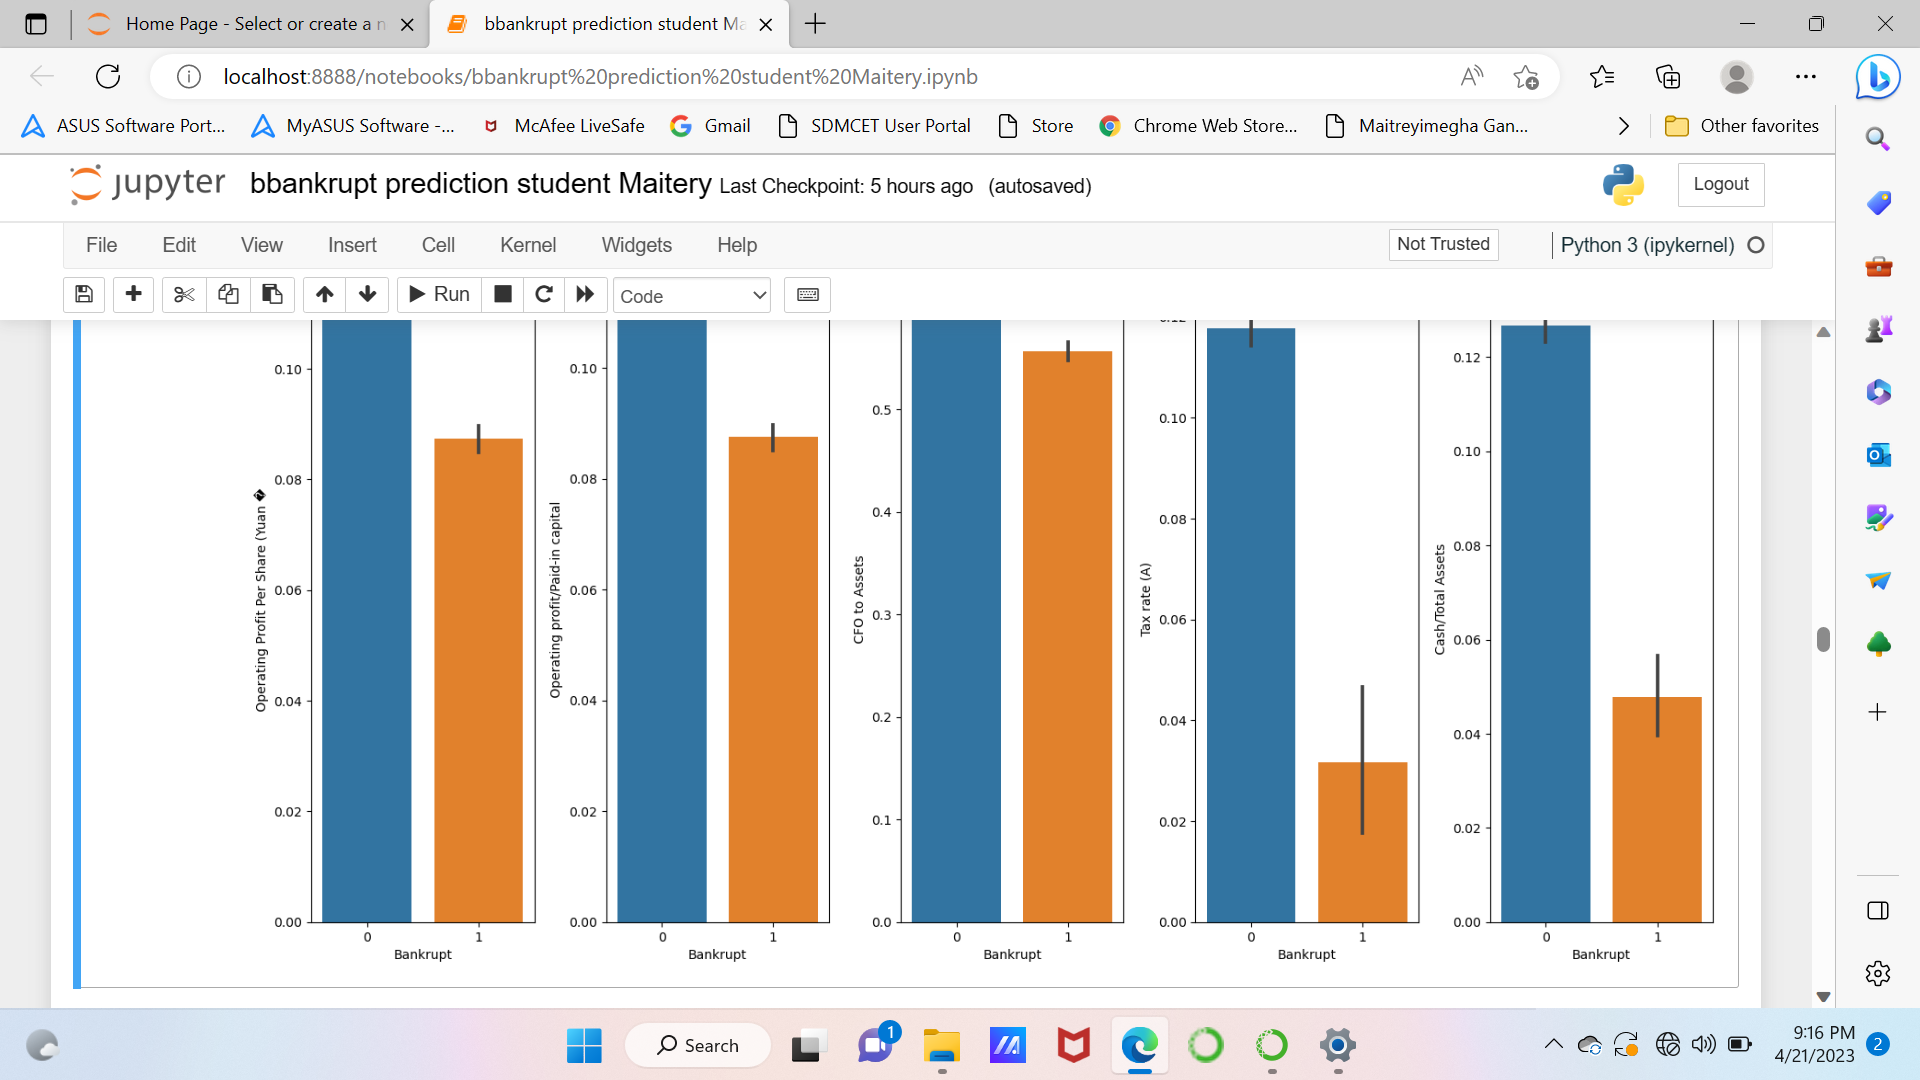 Home Page - Select or create a n
bbankrupt prediction student Ma
localhost:8888/notebooks/bbankrupt%20prediction%20student%20Maitery.ipynb
ASUS Software Port...
MyASUS Software -...
McAfee LiveSafe
Gmail
SDMCET User Portal
Store
Chrome Web Store...
Maitreyimegha Gan...
Other favorites
jupyter bbankrupt prediction student Maitery Last Checkpoint: 5 hours ago (autosaved)
Logout
File Edit View Insert Cell Kernel Widgets Help
Not Trusted
Python 3 (ipykernel)
Run
Code
Operating Profit Per Share (Yuan �
0.10
0.08
0.06
0.04
0.02
0.00
0 1
Bankrupt
Operating profit/Paid-in capital
0.10
0.08
0.06
0.04
0.02
0.00
0 1
Bankrupt
CFO to Assets
0.5
0.4
0.3
0.2
0.1
0.0
0 1
Bankrupt
Tax rate (A)
0.12
0.10
0.08
0.06
0.04
0.02
0.00
0 1
Bankrupt
Cash/Total Assets
0.12
0.10
0.08
0.06
0.04
0.02
0.00
0 1
Bankrupt
Search
1
9:16 PM
4/21/2023
2